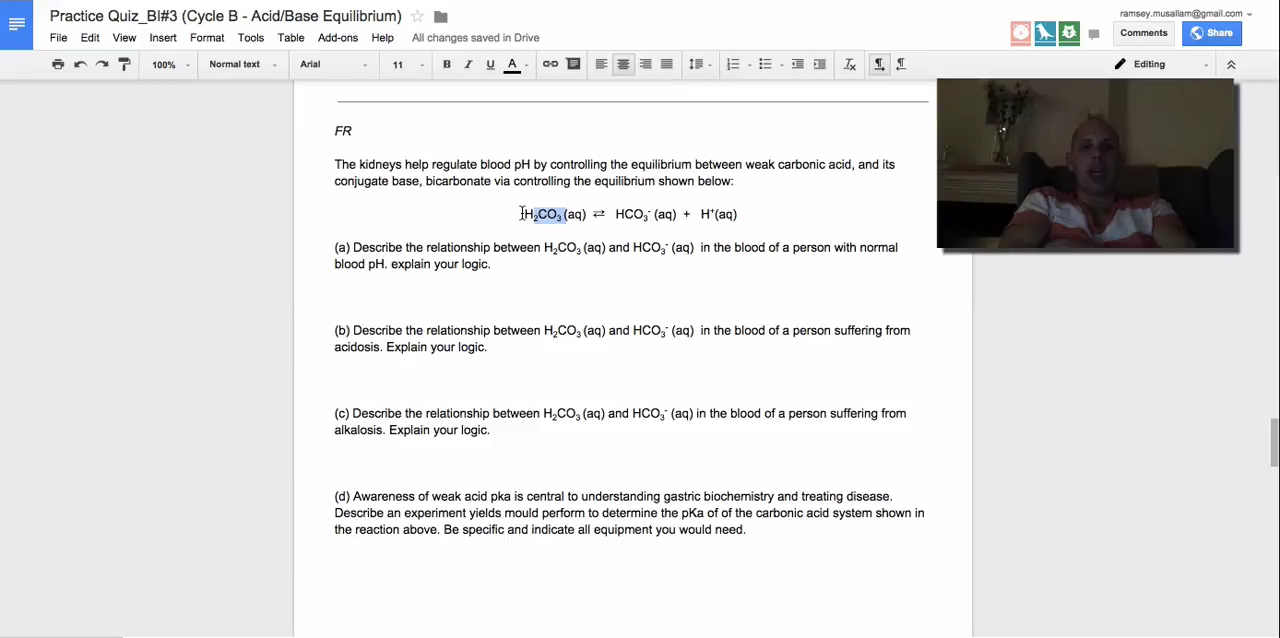 Practice Quiz_BI#3 (Cycle B - Acid/Base Equilibrium)
ramsey.musallam@gmail.com
File Edit View Insert Format Tools Table Add-ons Help All changes saved in Drive
Comments Share
100% Normal text Arial 11 B I U A Editing
FR
The kidneys help regulate blood pH by controlling the equilibrium between weak carbonic acid, and its
conjugate base, bicarbonate via controlling the equilibrium shown below:
H₂CO₃ (aq) ⇄ HCO₃⁻ (aq) + H⁺(aq)
(a) Describe the relationship between H₂CO₃ (aq) and HCO₃⁻ (aq) in the blood of a person with normal
blood pH. explain your logic.
(b) Describe the relationship between H₂CO₃ (aq) and HCO₃⁻ (aq) in the blood of a person suffering from
acidosis. Explain your logic.
(c) Describe the relationship between H₂CO₃ (aq) and HCO₃⁻ (aq) in the blood of a person suffering from
alkalosis. Explain your logic.
(d) Awareness of weak acid pka is central to understanding gastric biochemistry and treating disease.
Describe an experiment yields mould perform to determine the pKa of of the carbonic acid system shown in
the reaction above. Be specific and indicate all equipment you would need.